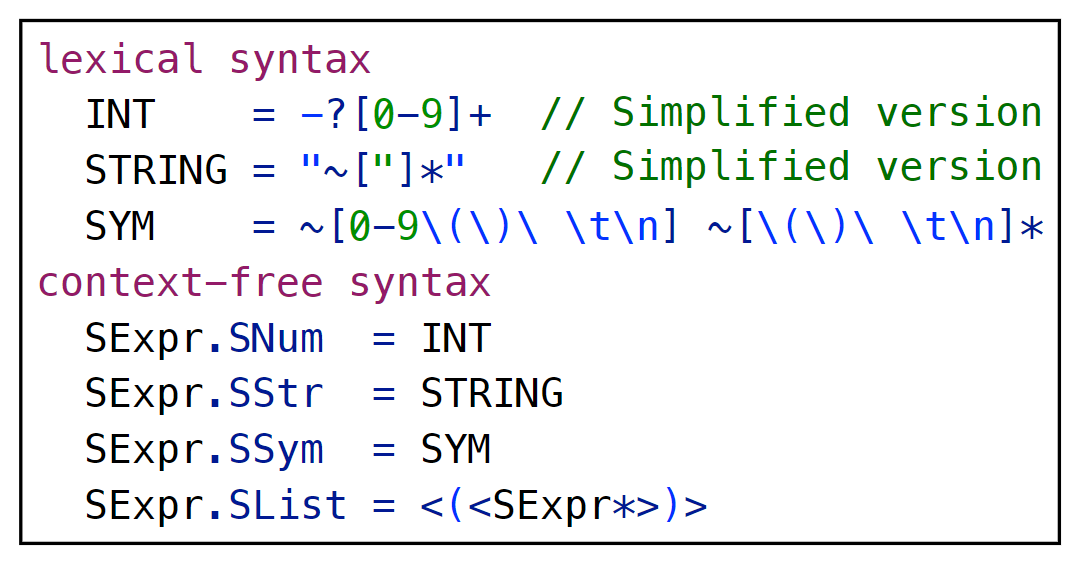 lexical syntax
  INT    = -?[0-9]+  // Simplified version
  STRING = "~["]*"   // Simplified version
  SYM    = ~[0-9\(\)\ \t\n] ~[\(\)\ \t\n]*
context-free syntax
  SExpr.SNum  = INT
  SExpr.SStr  = STRING
  SExpr.SSym  = SYM
  SExpr.SList = <(<SExpr*>)>